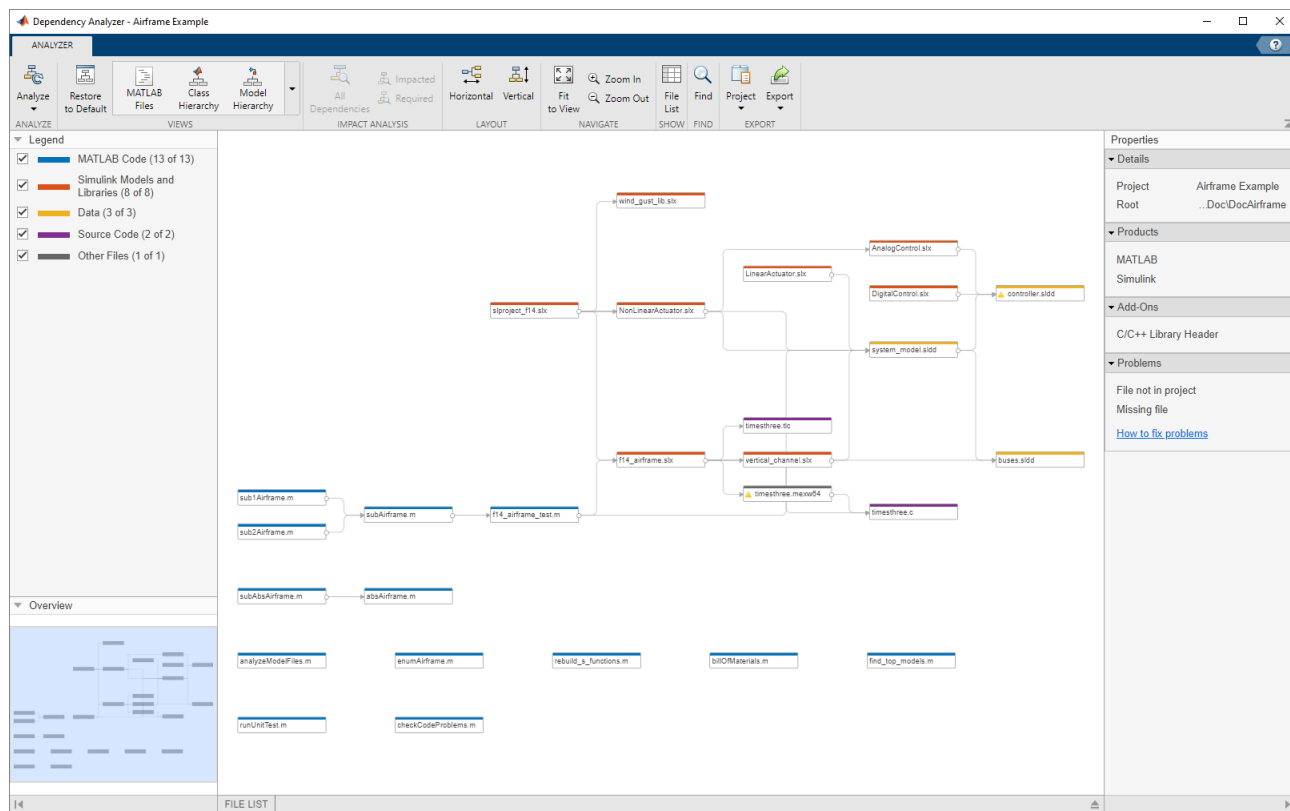 Dependency Analyzer - Airframe Example
ANALYZER
?
Analyze
Restore
to Default
MATLAB
Files
Class
Hierarchy
Model
Hierarchy
All
Dependencies
Impacted
Required
Horizontal
Vertical
Fit
to View
Zoom In
Zoom Out
File
List
Find
Project
Export
ANALYZE
VIEWS
IMPACT ANALYSIS
LAYOUT
NAVIGATE
SHOW
FIND
EXPORT
Legend
MATLAB Code (13 of 13)
Simulink Models and
Libraries (8 of 8)
Data (3 of 3)
Source Code (2 of 2)
Other Files (1 of 1)
Overview
wind_gust_lib.slx
AnalogControl.slx
LinearActuator.slx
DigitalControl.slx
controller.sldd
slproject_f14.slx
NonLinearActuator.slx
system_model.sldd
timesthree.tlc
f14_airframe.slx
vertical_channel.slx
buses.sldd
timesthree.mexw64
sub1Airframe.m
sub2Airframe.m
subAirframe.m
f14_airframe_test.m
timesthree.c
subAbsAirframe.m
absAirframe.m
analyzeModelFiles.m
enumAirframe.m
rebuild_s_functions.m
billOfMaterials.m
find_top_models.m
runUnitTest.m
checkCodeProblems.m
Properties
Details
Project Airframe Example
Root ...Doc\DocAirframe
Products
MATLAB
Simulink
Add-Ons
C/C++ Library Header
Problems
File not in project
Missing file
How to fix problems
FILE LIST